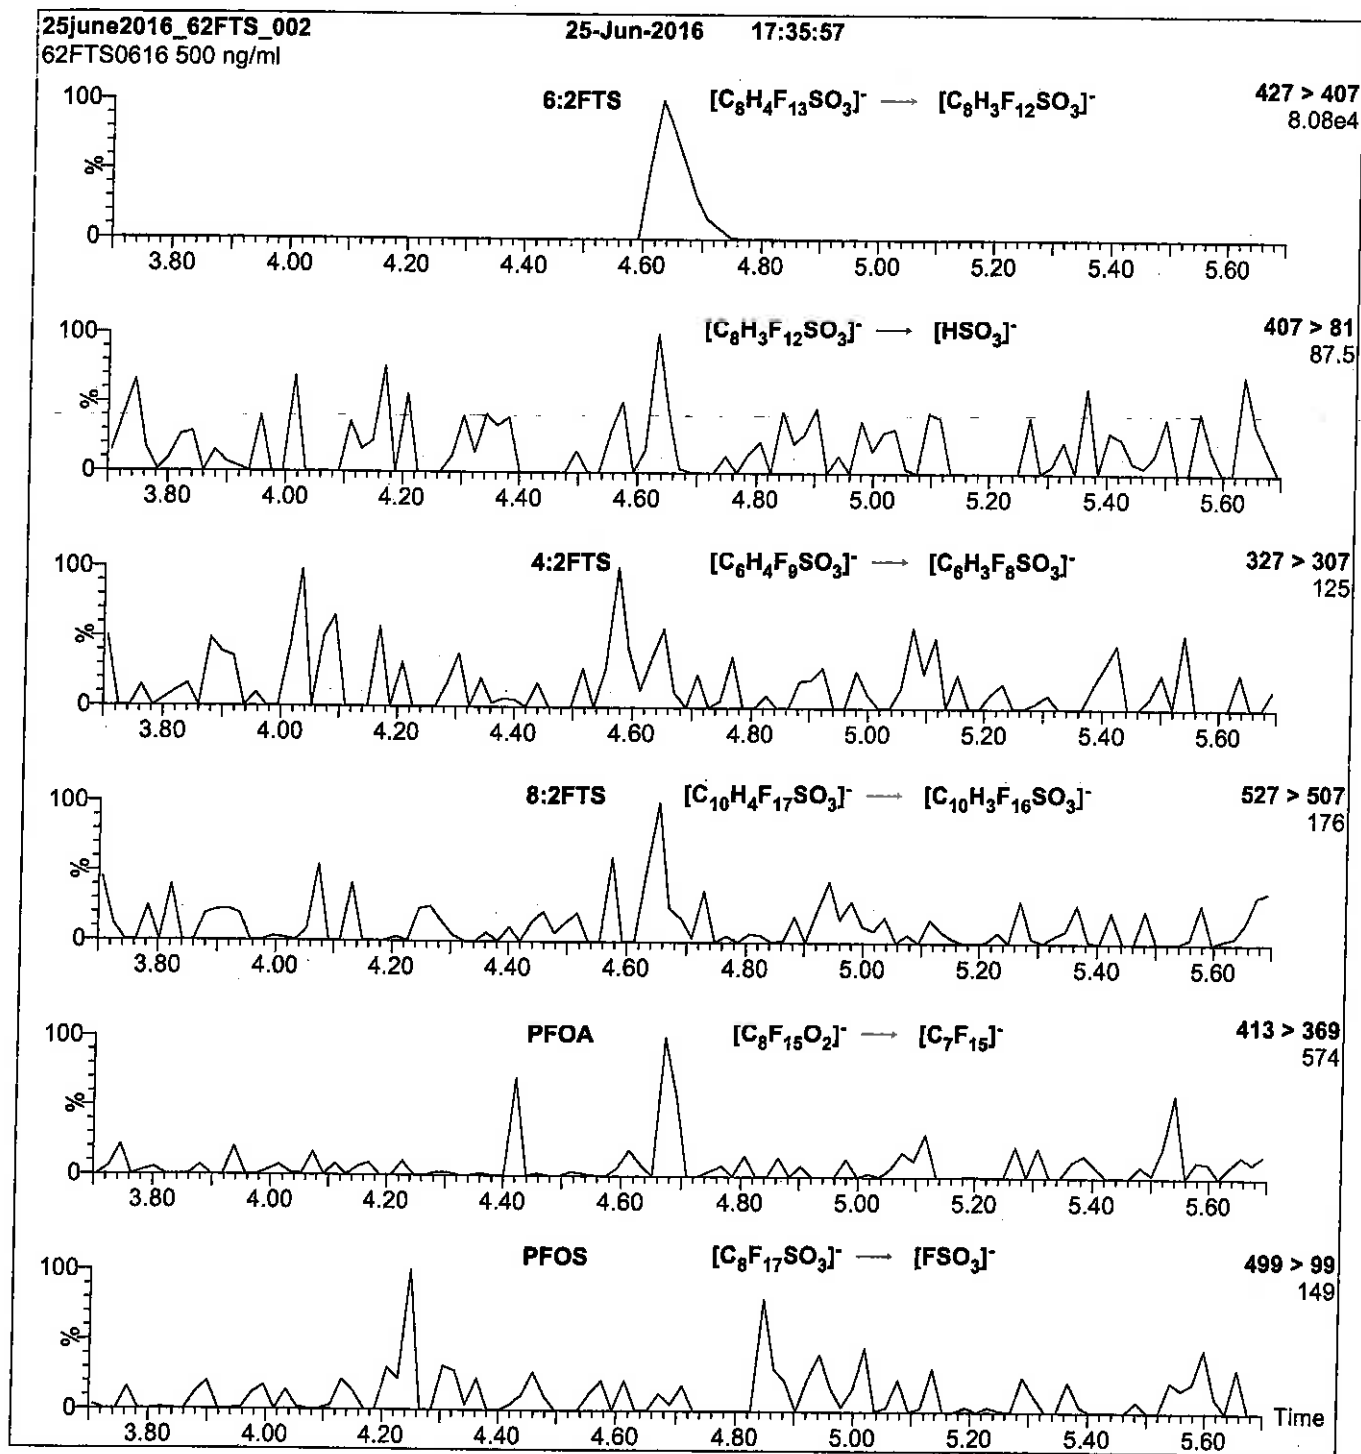 25june2016_62FTS_002 25-Jun-2016 17:35:57
62FTS0616 500 ng/ml
6:2FTS [C₈H₄F₁₃SO₃]⁻ → [C₈H₃F₁₂SO₃]⁻ 427 > 407
8.08e4
100
%
0
3.80 4.00 4.20 4.40 4.60 4.80 5.00 5.20 5.40 5.60
[C₈H₃F₁₂SO₃]⁻ → [HSO₃]⁻ 407 > 81
87.5
100
%
0
3.80 4.00 4.20 4.40 4.60 4.80 5.00 5.20 5.40 5.60
4:2FTS [C₆H₄F₉SO₃]⁻ → [C₆H₃F₈SO₃]⁻ 327 > 307
125
100
%
0
3.80 4.00 4.20 4.40 4.60 4.80 5.00 5.20 5.40 5.60
8:2FTS [C₁₀H₄F₁₇SO₃]⁻ → [C₁₀H₃F₁₆SO₃]⁻ 527 > 507
176
100
%
0
3.80 4.00 4.20 4.40 4.60 4.80 5.00 5.20 5.40 5.60
PFOA [C₈F₁₅O₂]⁻ → [C₇F₁₅]⁻ 413 > 369
574
100
%
0
3.80 4.00 4.20 4.40 4.60 4.80 5.00 5.20 5.40 5.60
PFOS [C₈F₁₇SO₃]⁻ → [FSO₃]⁻ 499 > 99
149
100
%
0
Time
3.80 4.00 4.20 4.40 4.60 4.80 5.00 5.20 5.40 5.60